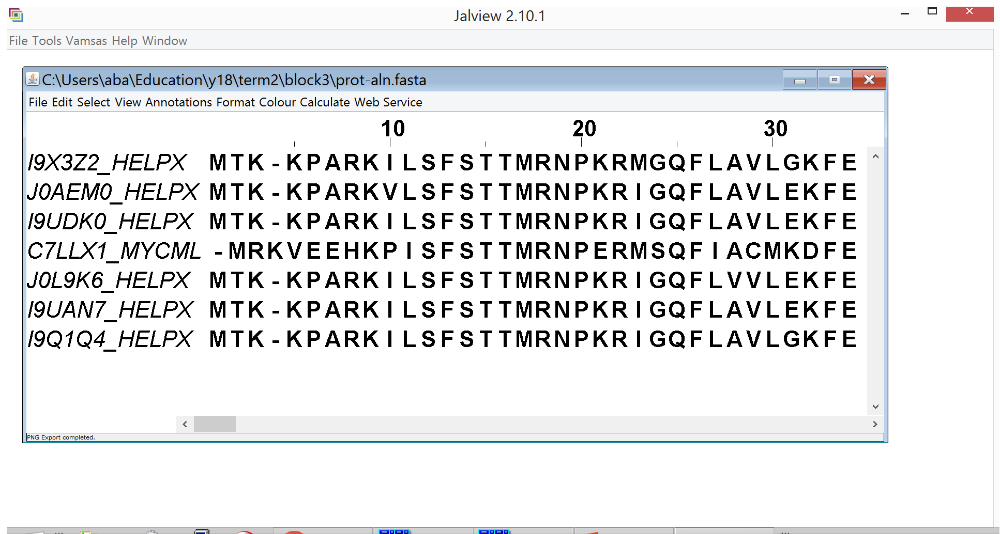 Jalview 2.10.1
File Tools Vamsas Help Window
C:\Users\aba\Education\y18\term2\block3\prot-aln.fasta
File Edit Select View Annotations Format Colour Calculate Web Service
10 20 30
I9X3Z2_HELPX MTK-KPARKILSFSTTMRNPKRMGQFLAVLGKFE
J0AEM0_HELPX MTK-KPARKVLSFSTTMRNPKRIGQFLAVLEKFE
I9UDK0_HELPX MTK-KPARKILSFSTTMRNPKRIGQFLAVLEKFE
C7LLX1_MYCML -MRKVEEHKPISFSTTMRNPERMSQFIACMKDFE
J0L9K6_HELPX MTK-KPARKILSFSTTMRNPKRIGQFLVVLEKFE
I9UAN7_HELPX MTK-KPARKILSFSTTMRNPKRIGQFLAVLEKFE
I9Q1Q4_HELPX MTK-KPARKILSFSTTMRNPKRIGQFLAVLGKFE
PNG Export completed.